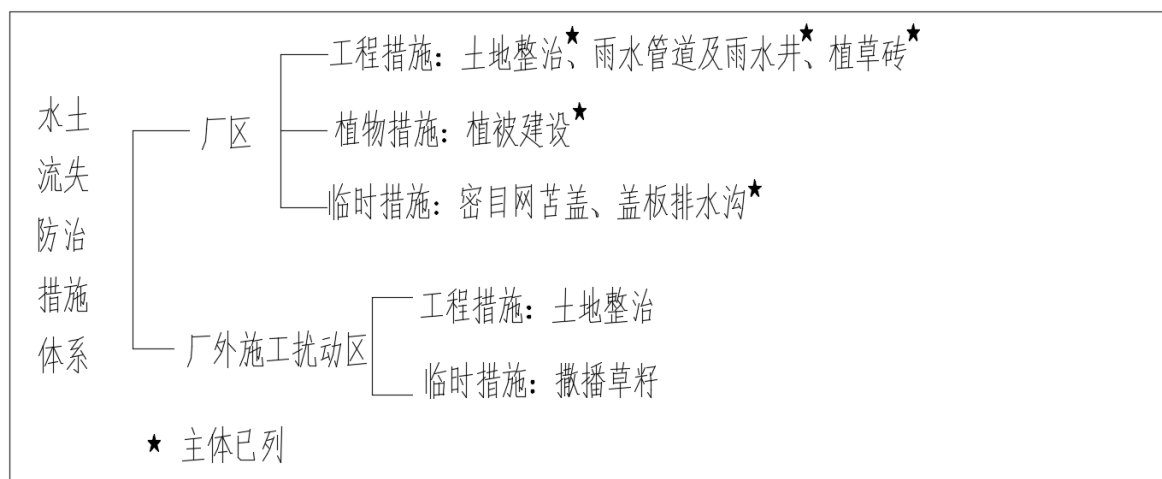 工程措施：土地整治★、雨水管道及雨水井★、植草砖★
水土
流失
防治
措施
体系
厂区
植物措施：植被建设★
临时措施：密目网苫盖、盖板排水沟★
厂外施工扰动区
工程措施：土地整治
临时措施：撒播草籽
★ 主体已列